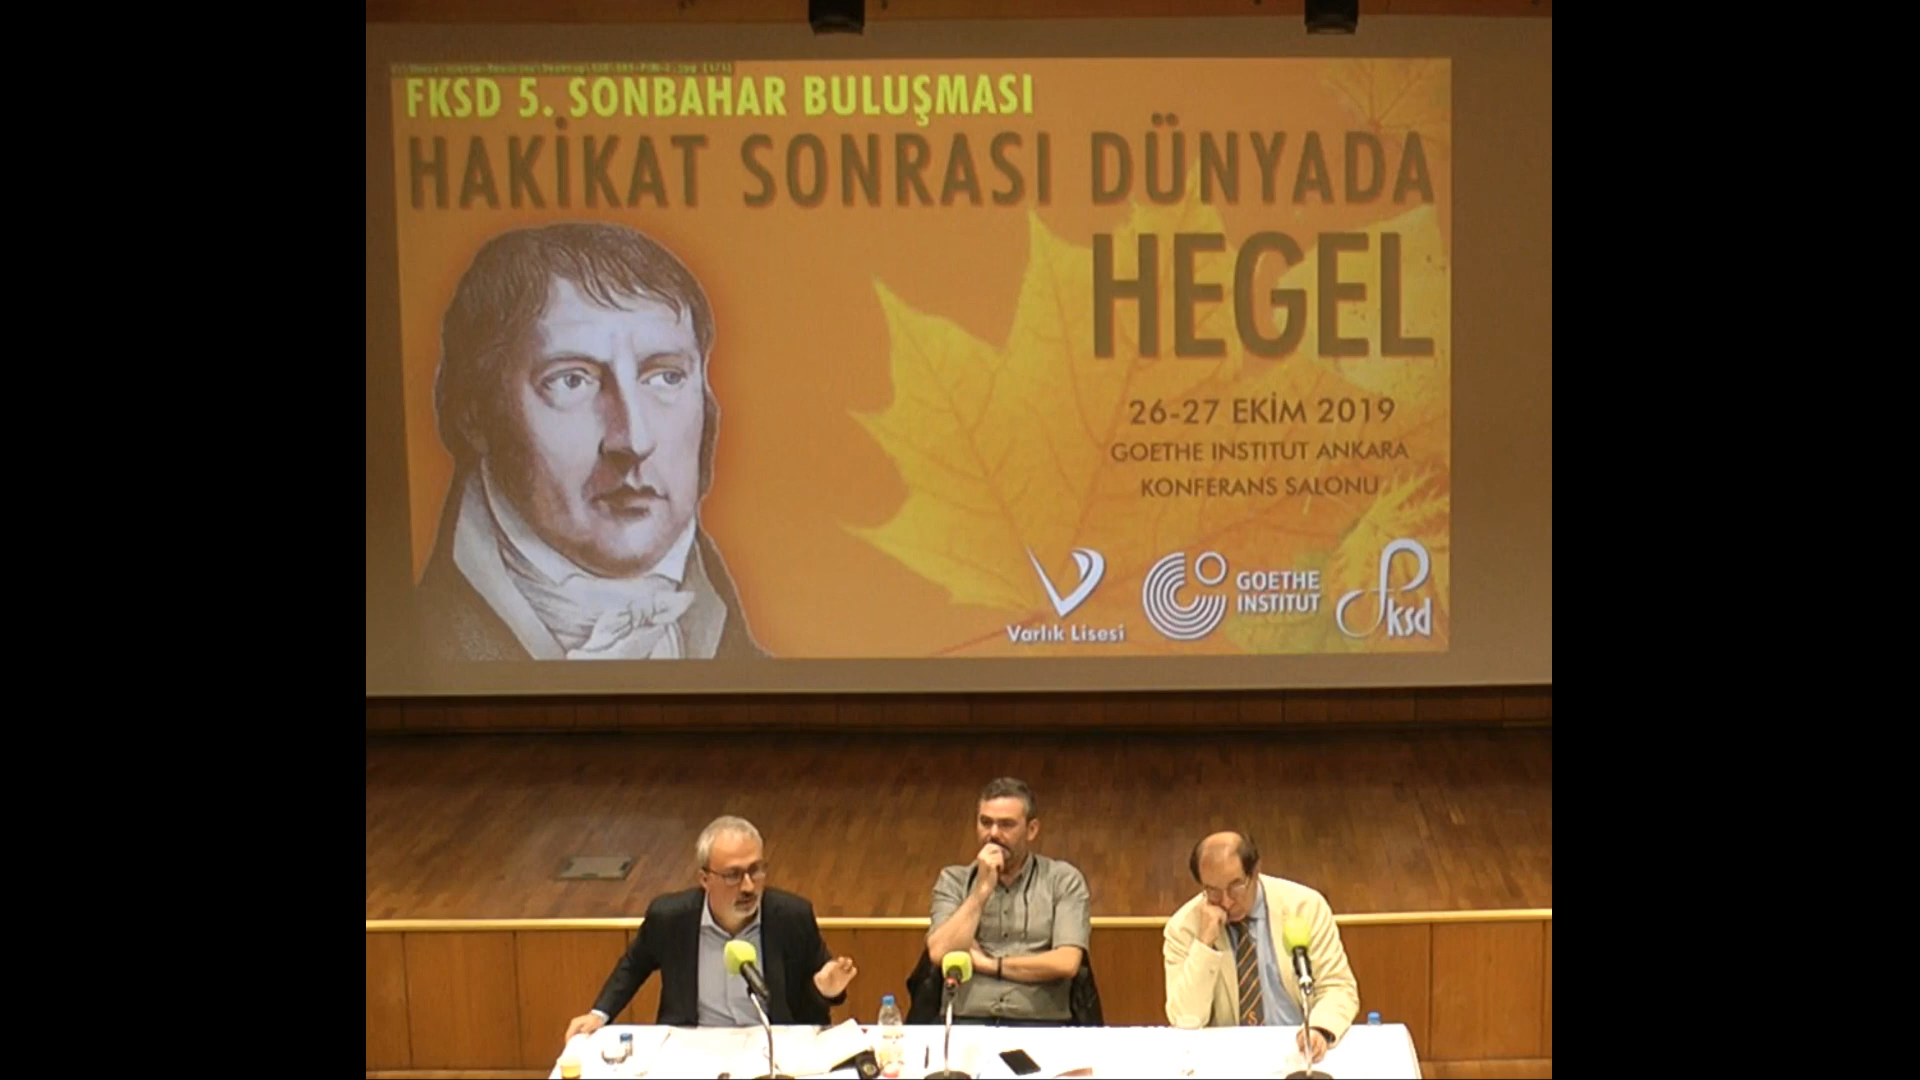 FKSD 5. SONBAHAR BULUŞMASI
HAKİKAT SONRASI DÜNYADA
HEGEL
26-27 EKİM 2019
GOETHE INSTITUT ANKARA
KONFERANS SALONU
Varlık Lisesi
GOETHE
INSTITUT
fksd